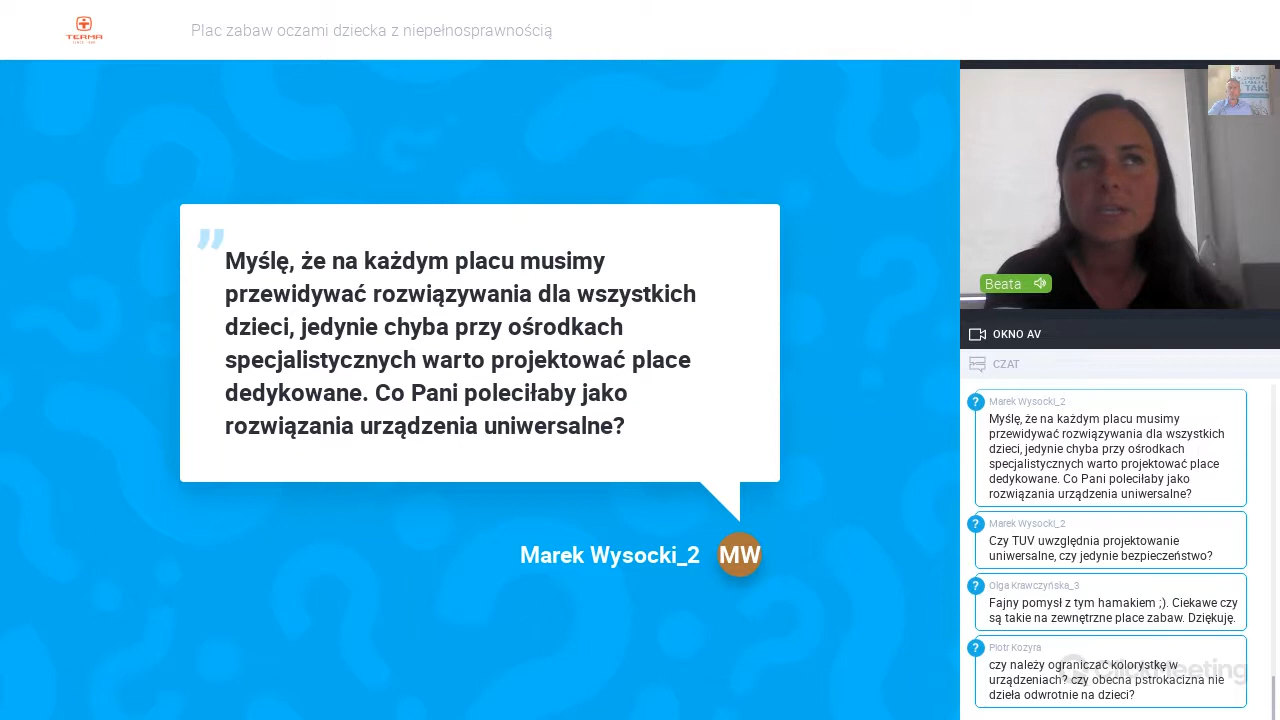 TERMA
Plac zabaw oczami dziecka z niepełnosprawnością
Myślę, że na każdym placu musimy
przewidywać rozwiązywania dla wszystkich
dzieci, jedynie chyba przy ośrodkach
specjalistycznych warto projektować place
dedykowane. Co Pani poleciłaby jako
rozwiązania urządzenia uniwersalne?
Marek Wysocki_2
MW
TAK!
Beata
OKNO AV
CZAT
?
Marek Wysocki_2
Myślę, że na każdym placu musimy
przewidywać rozwiązywania dla wszystkich
dzieci, jedynie chyba przy ośrodkach
specjalistycznych warto projektować place
dedykowane. Co Pani poleciłaby jako
rozwiązania urządzenia uniwersalne?
?
Marek Wysocki_2
Czy TUV uwzględnia projektowanie
uniwersalne, czy jedynie bezpieczeństwo?
?
Olga Krawczyńska_3
Fajny pomysł z tym hamakiem ;). Ciekawe czy
są takie na zewnętrzne place zabaw. Dziękuję.
?
Piotr Kozyra
czy należy ograniczać kolorystkę w
urządzeniach? czy obecna pstrokacizna nie
dzieła odwrotnie na dzieci?
ClickMeeting